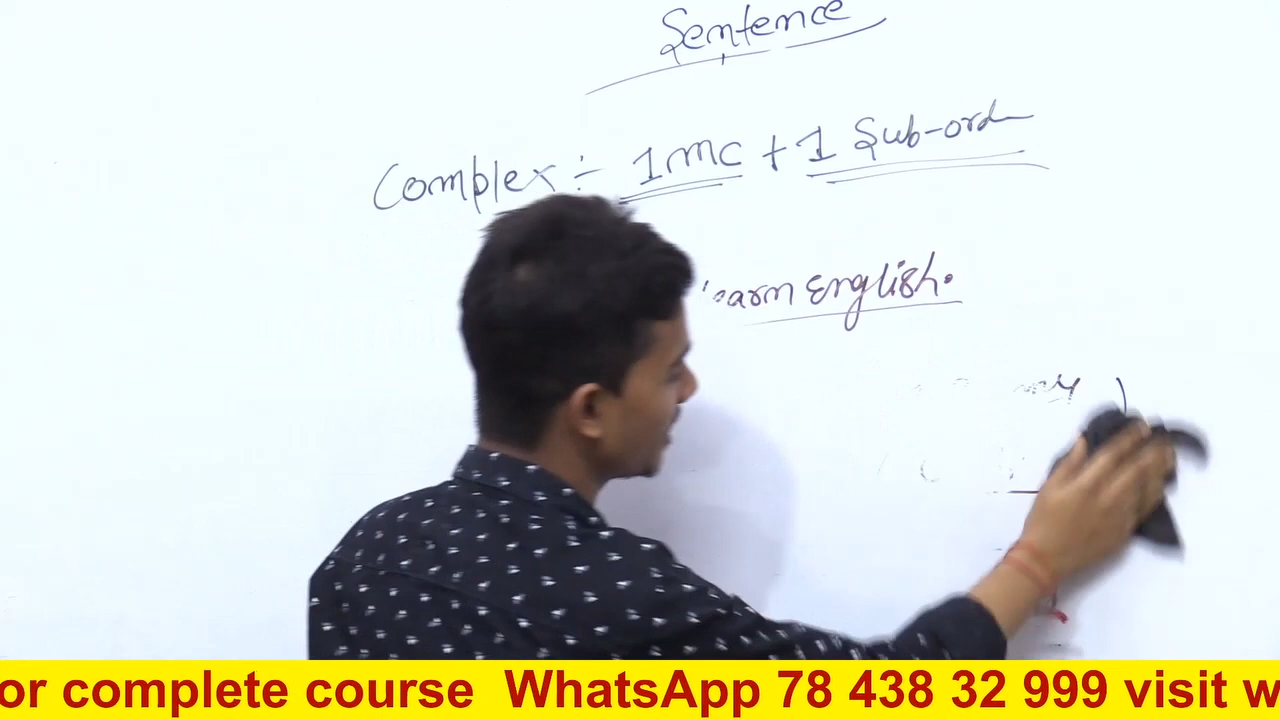 Sentence
Complex ÷ 1MC + 1 Sub-ord
learn English.
or complete course WhatsApp 78 438 32 999 visit w